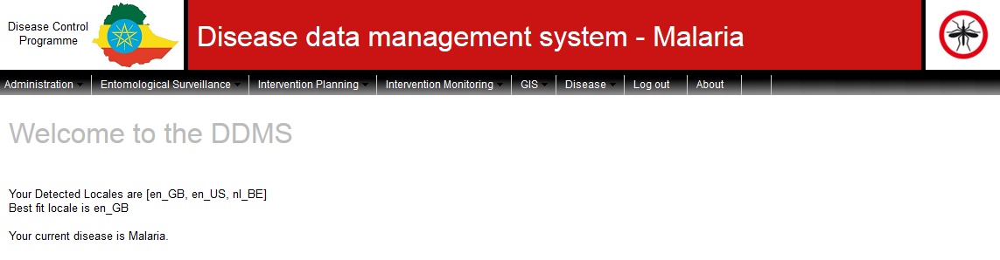 Disease Control
Programme
Disease data management system - Malaria
Administration Entomological Surveillance Intervention Planning Intervention Monitoring GIS Disease Log out About
Welcome to the DDMS
Your Detected Locales are [en_GB, en_US, nl_BE]
Best fit locale is en_GB
Your current disease is Malaria.